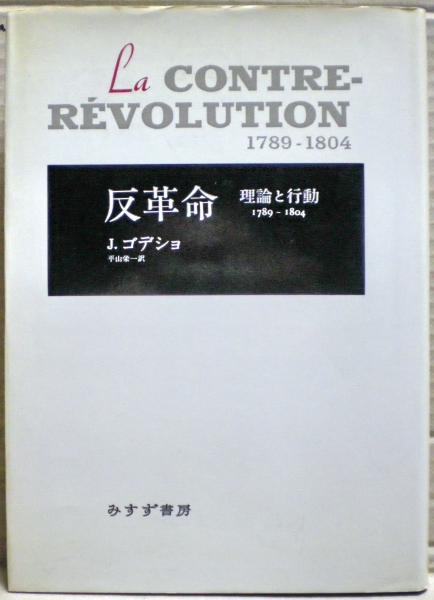 La CONTRE-
RÉVOLUTION
1789-1804
反革命 理論と行動
1789 - 1804
J. ゴデショ
平山栄一訳
みすず書房